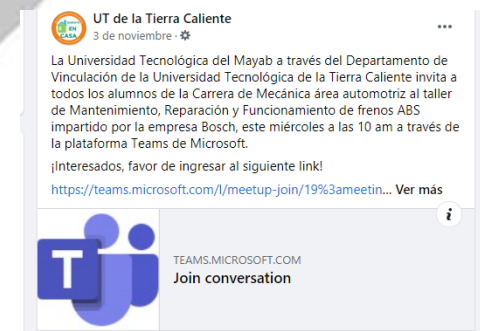 EN
CASA
UT de la Tierra Caliente
3 de noviembre ·
La Universidad Tecnológica del Mayab a través del Departamento de
Vinculación de la Universidad Tecnológica de la Tierra Caliente invita a
todos los alumnos de la Carrera de Mecánica área automotriz al taller
de Mantenimiento, Reparación y Funcionamiento de frenos ABS
impartido por la empresa Bosch, este miércoles a las 10 am a través de
la plataforma Teams de Microsoft.
¡Interesados, favor de ingresar al siguiente link!
https://teams.microsoft.com/l/meetup-join/19%3ameetin... Ver más
i
T
TEAMS.MICROSOFT.COM
Join conversation